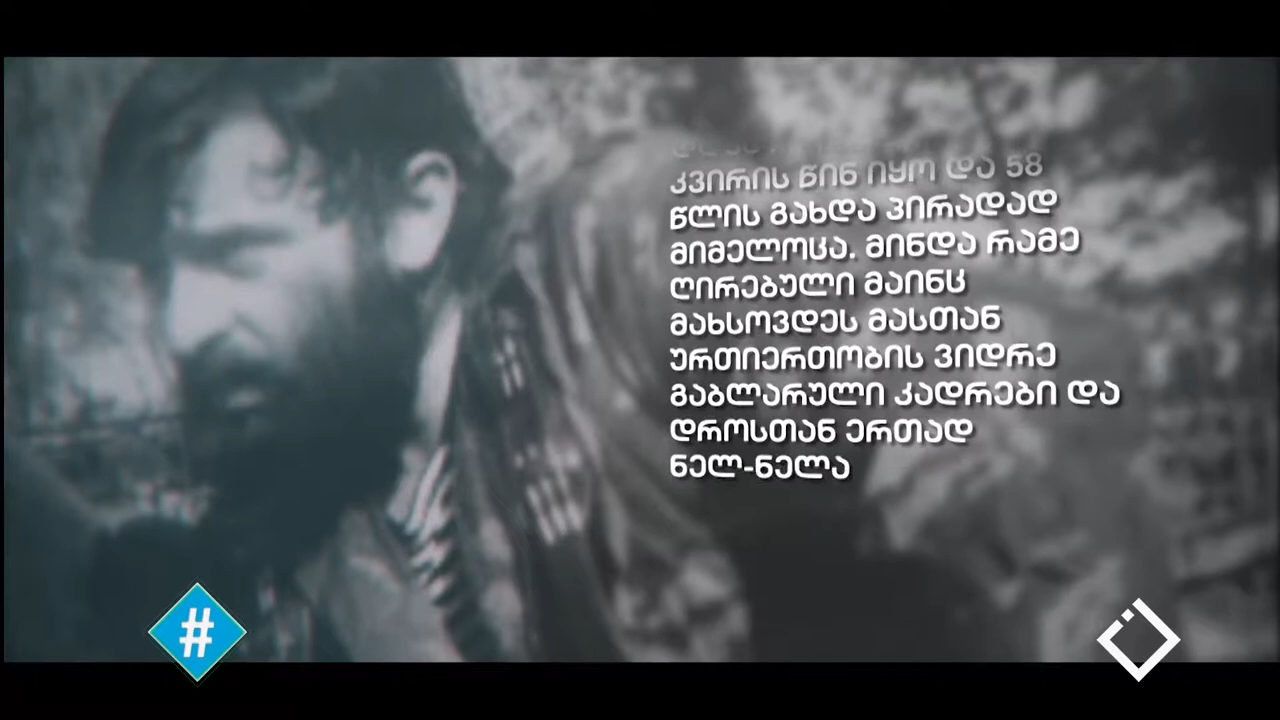 კვირის წინ იყო და 58
წლის გახდა პირადად
მიმელოცა. მინდა რამე
ღირებული მაინც
მახსოვდეს მასთან
ურთიერთობის ვიდრე
გაბლარული კადრები და
დროსთან ერთად
ნელ-ნელა
#